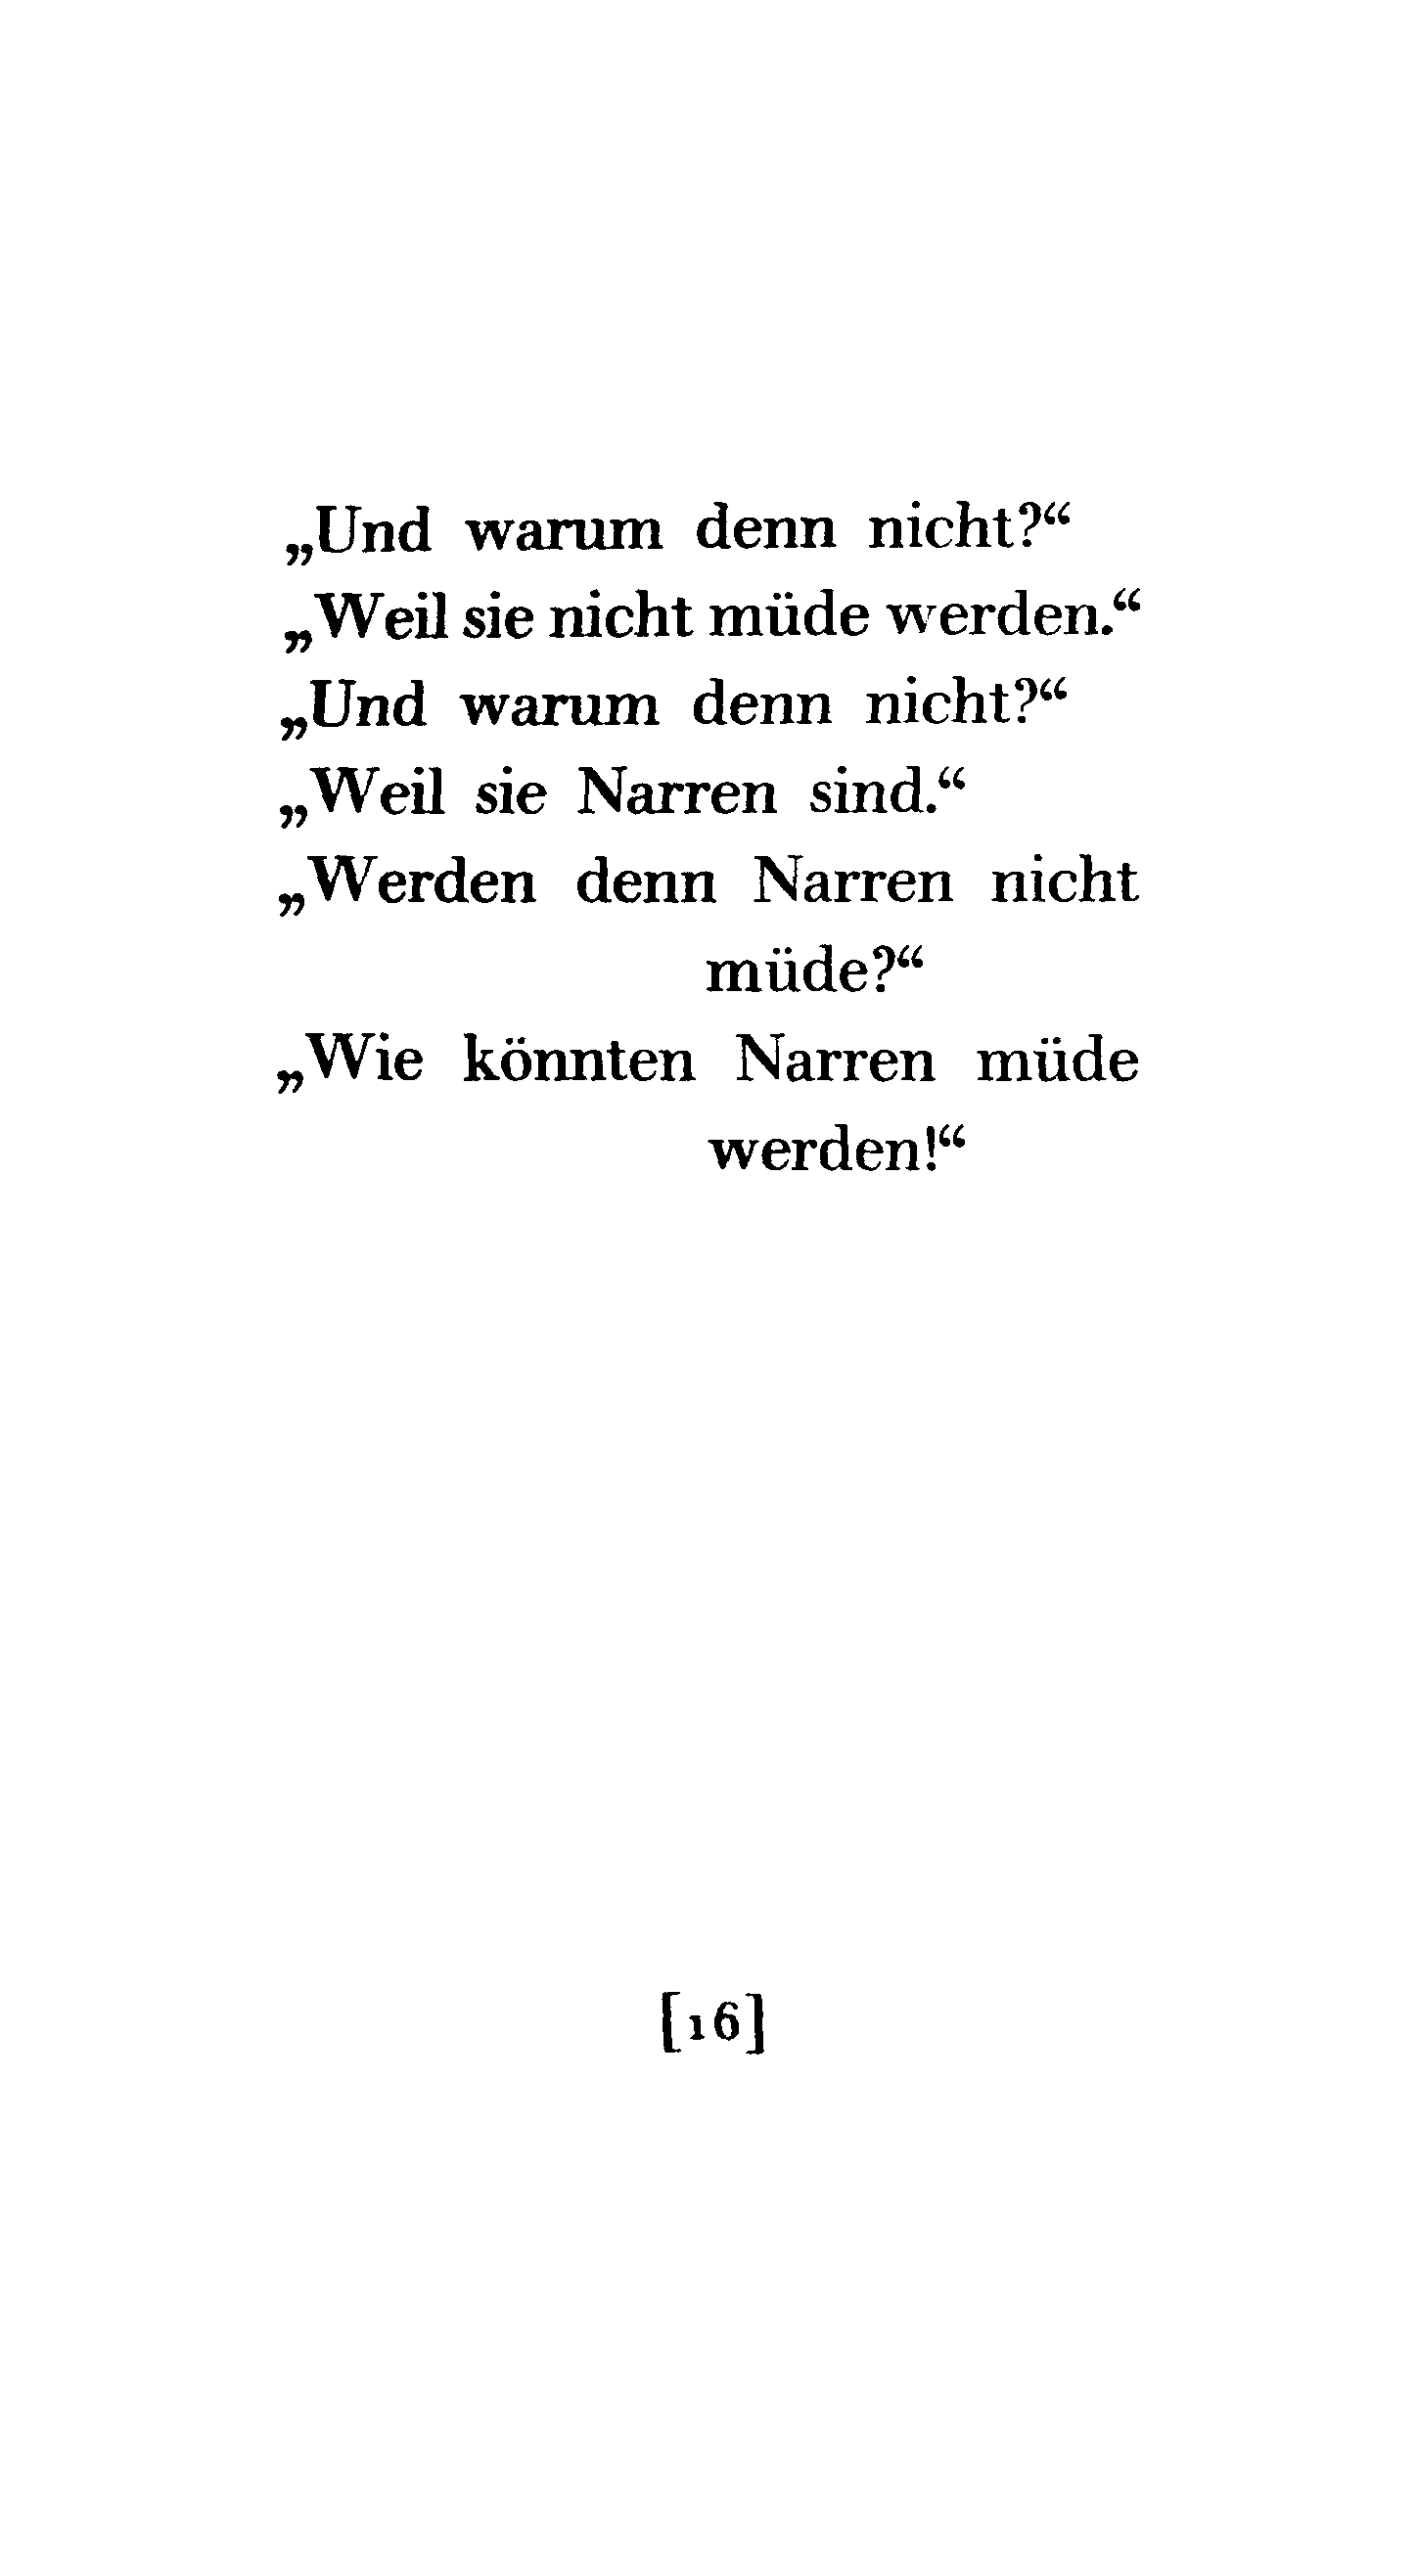 „Und warum denn nicht?“
„Weil sie nicht müde werden.“
„Und warum denn nicht?“
„Weil sie Narren sind.“
„Werden denn Narren nicht
müde?“
„Wie könnten Narren müde
werden!“
[16]